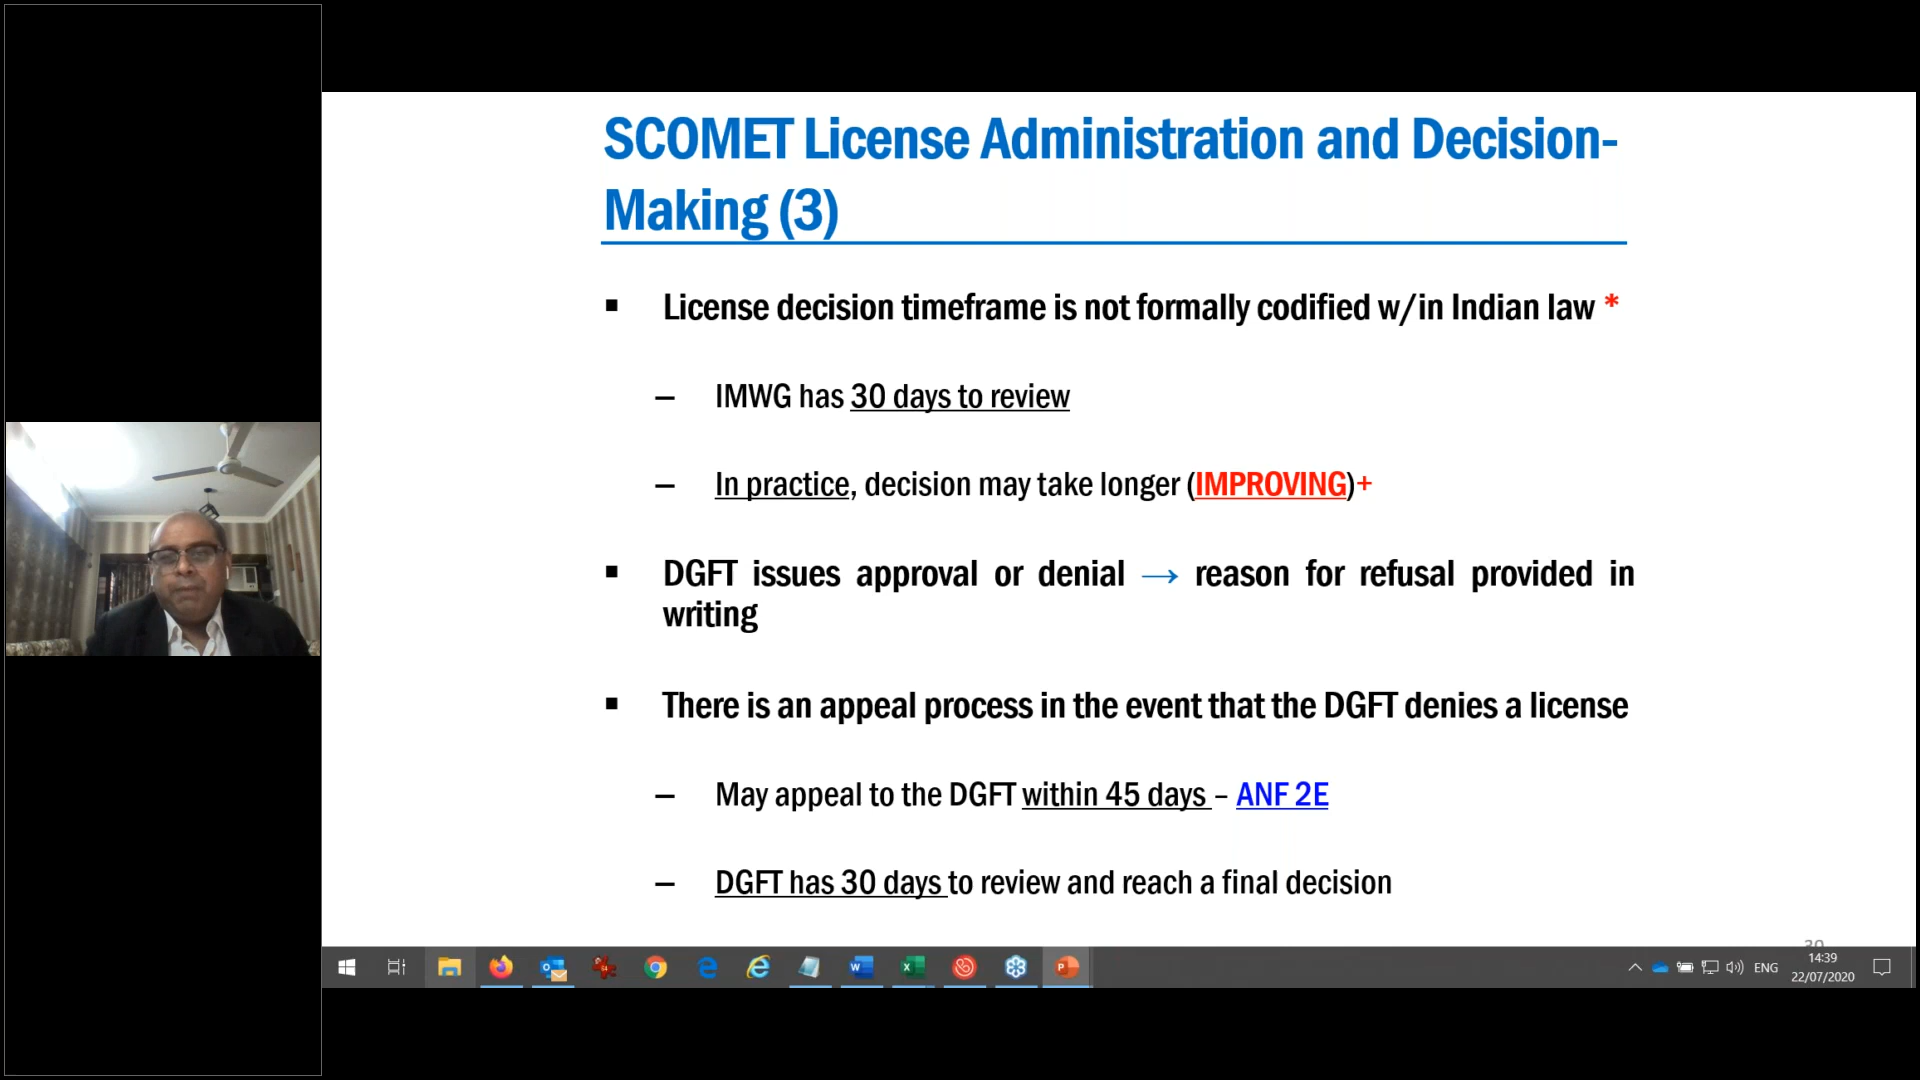 SCOMET License Administration and Decision-
Making (3)
▪ License decision timeframe is not formally codified w/in Indian law *
– IMWG has 30 days to review
– In practice, decision may take longer (IMPROVING)+
▪ DGFT issues approval or denial → reason for refusal provided in
writing
▪ There is an appeal process in the event that the DGFT denies a license
– May appeal to the DGFT within 45 days – ANF 2E
– DGFT has 30 days to review and reach a final decision
ENG
14:39
22/07/2020